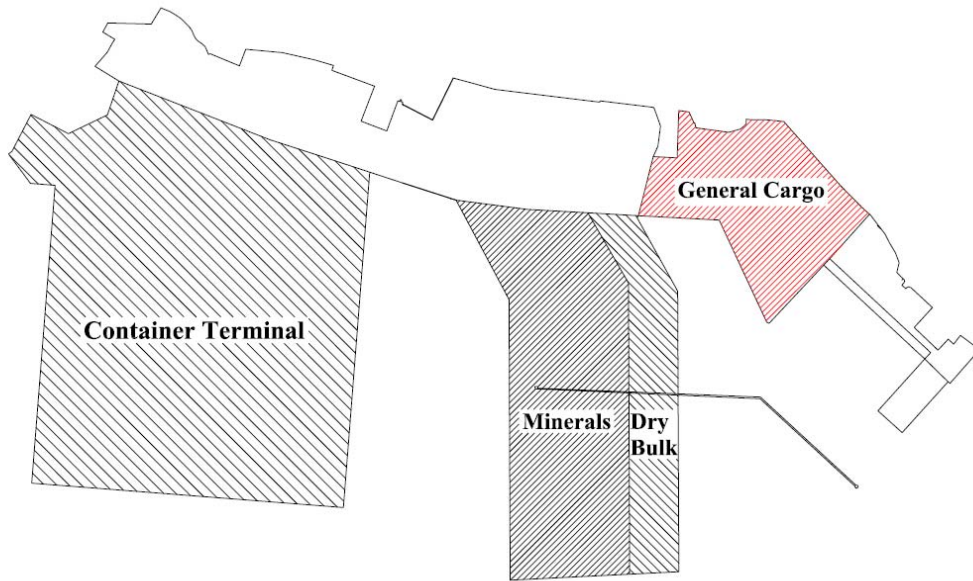 General Cargo
Container Terminal
Minerals
Dry
Bulk